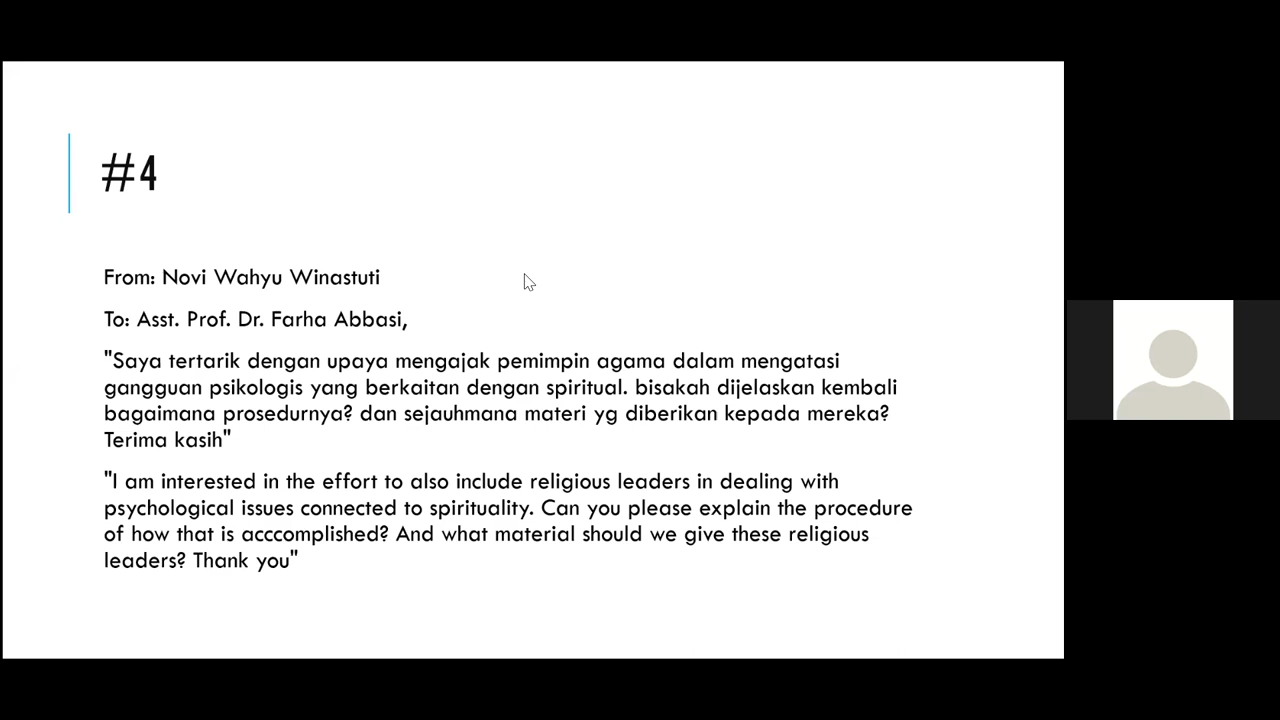 #4
From: Novi Wahyu Winastuti
To: Asst. Prof. Dr. Farha Abbasi,
"Saya tertarik dengan upaya mengajak pemimpin agama dalam mengatasi
gangguan psikologis yang berkaitan dengan spiritual. bisakah dijelaskan kembali
bagaimana prosedurnya? dan sejauhmana materi yg diberikan kepada mereka?
Terima kasih"
"I am interested in the effort to also include religious leaders in dealing with
psychological issues connected to spirituality. Can you please explain the procedure
of how that is acccomplished? And what material should we give these religious
leaders? Thank you"